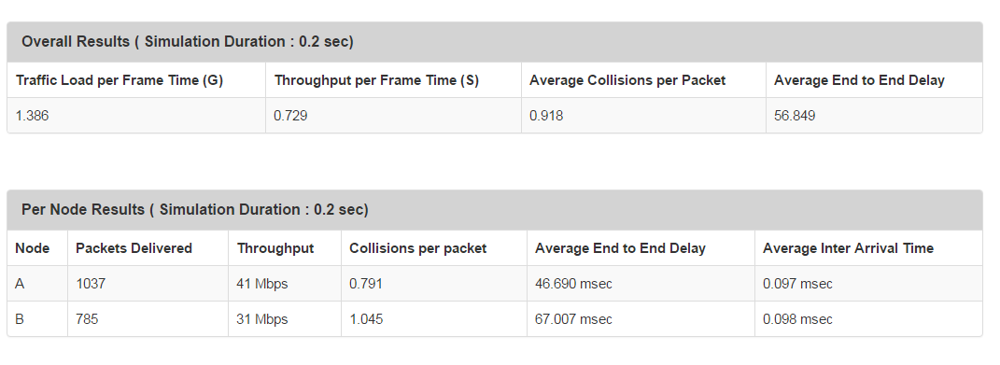 Overall Results ( Simulation Duration : 0.2 sec)
Traffic Load per Frame Time (G) Throughput per Frame Time (S) Average Collisions per Packet Average End to End Delay
1.386 0.729 0.918 56.849
Per Node Results ( Simulation Duration : 0.2 sec)
Node Packets Delivered Throughput Collisions per packet Average End to End Delay Average Inter Arrival Time
A 1037 41 Mbps 0.791 46.690 msec 0.097 msec
B 785 31 Mbps 1.045 67.007 msec 0.098 msec